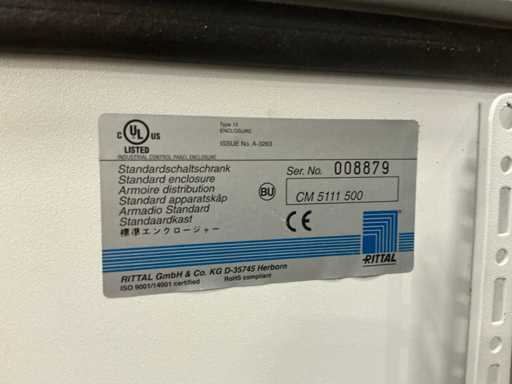 C UL US
LISTED
INDUSTRIAL CONTROL PANEL ENCLOSURE
Type 12
ENCLOSURE
ISSUE No. A-3263
Standardschaltschrank
Standard enclosure
Armoire distribution
Standard apparatskåp
Armadio Standard
Standaardkast
標準エンクロージャー
Ser. No. 008879
BU
CM 5111 500
CE
RITTAL
RITTAL GmbH & Co. KG D-35745 Herborn
ISO 9001/14001 certified RoHS compliant